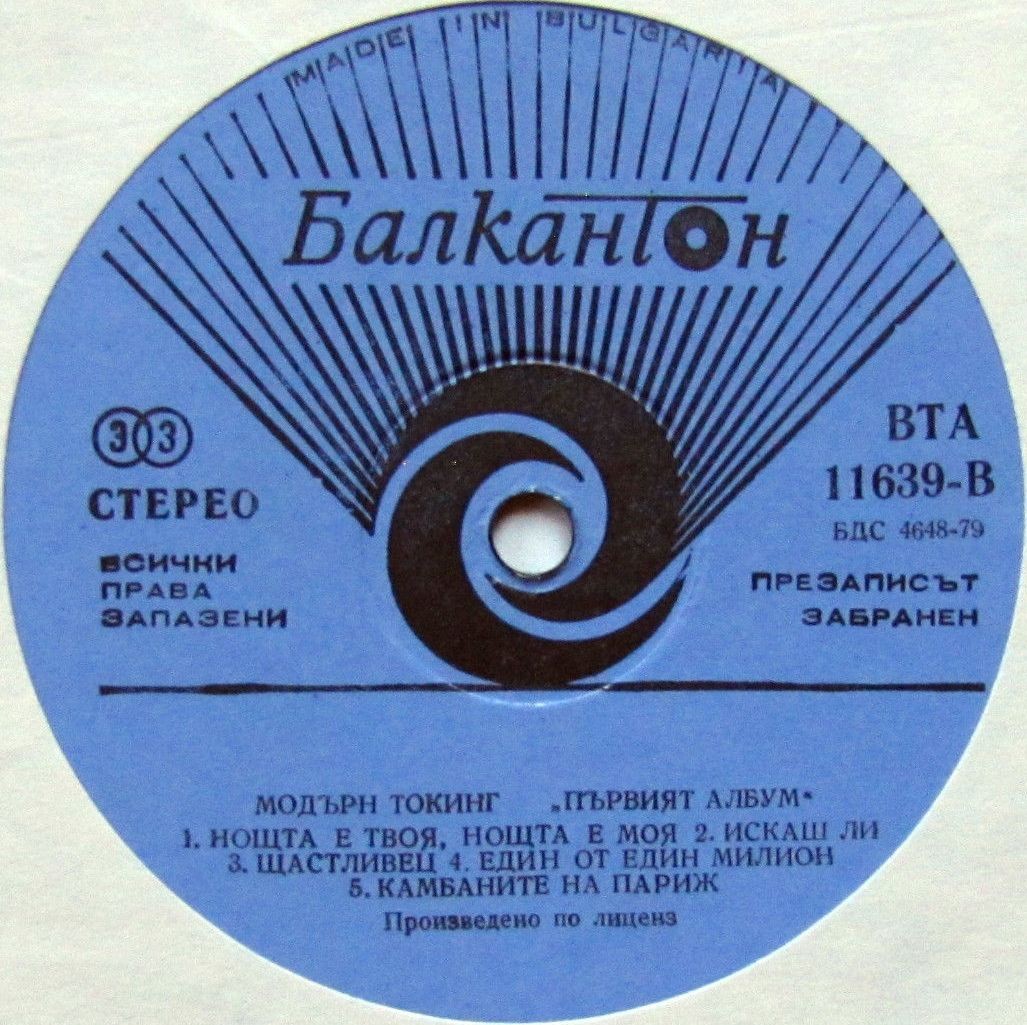 MADE IN BULGARIA
Балкантон
33
СТЕРЕО
ВСИЧКИ
ПРАВА
ЗАПАЗЕНИ
ВТА
11639-В
БДС 4648-79
ПРЕЗАПИСЪТ
ЗАБРАНЕН
МОДЪРН ТОКИНГ „ПЪРВИЯТ АЛБУМ“
1. НОЩТА Е ТВОЯ, НОЩТА Е МОЯ 2. ИСКАШ ЛИ
3. ЩАСТЛИВЕЦ 4. ЕДИН ОТ ЕДИН МИЛИОН
5. КАМБАНИТЕ НА ПАРИЖ
Произведено по лиценз